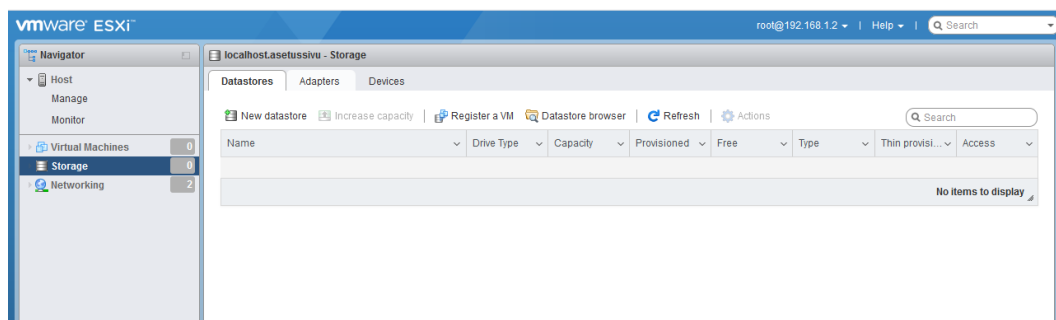 vmware ESXi™
root@192.168.1.2 | Help | Search
Navigator
localhost.asetussivu - Storage
Host
Manage
Monitor
Virtual Machines 0
Storage 0
Networking 2
Datastores Adapters Devices
New datastore Increase capacity | Register a VM Datastore browser | Refresh | Actions
Search
Name Drive Type Capacity Provisioned Free Type Thin provisi... Access
No items to display